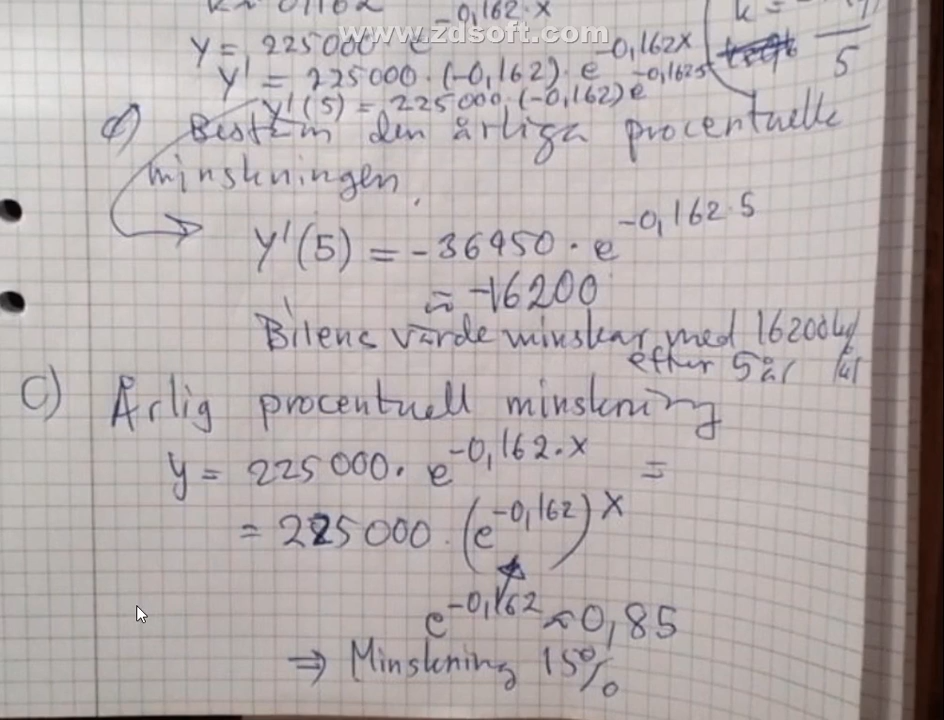 k ≈ 0,162
y = 225000 · e^-0,162·x
www.zdsoft.com
k =
5
y' = 225000 · (-0,162) · e^-0,162x
y'(5) = 225000 · (-0,162) e^-0,162·5
c) Bestäm den årliga procentuella
minskningen.
y'(5) = -36450 · e^-0,162·5
≈ -16200
Bilens värde minskar med 16200kr/
efter 5 år år
C) Årlig procentuell minskning
y = 225000 · e^-0,162·x =
= 225000 · (e^-0,162)^x
e^-0,162 ≈ 0,85
⇒ Minskning 15%